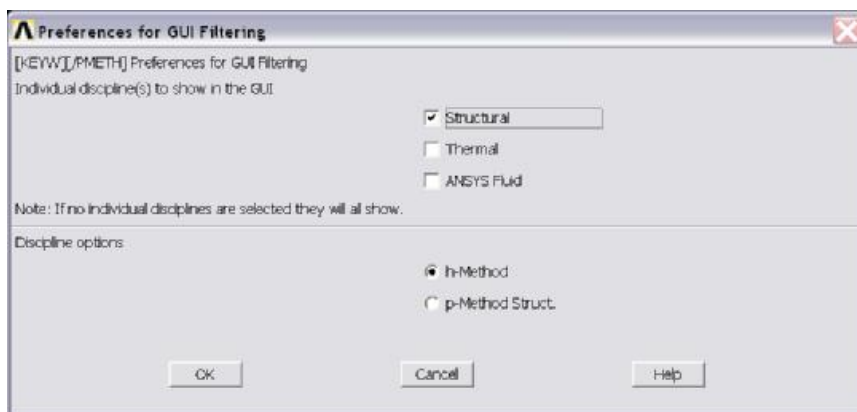 Preferences for GUI Filtering
[KEYW][/PMETH] Preferences for GUI Filtering
Individual discipline(s) to show in the GUI
Structural
Thermal
ANSYS Fluid
Note: If no individual disciplines are selected they will all show.
Discipline options
h-Method
p-Method Struct.
OK Cancel Help